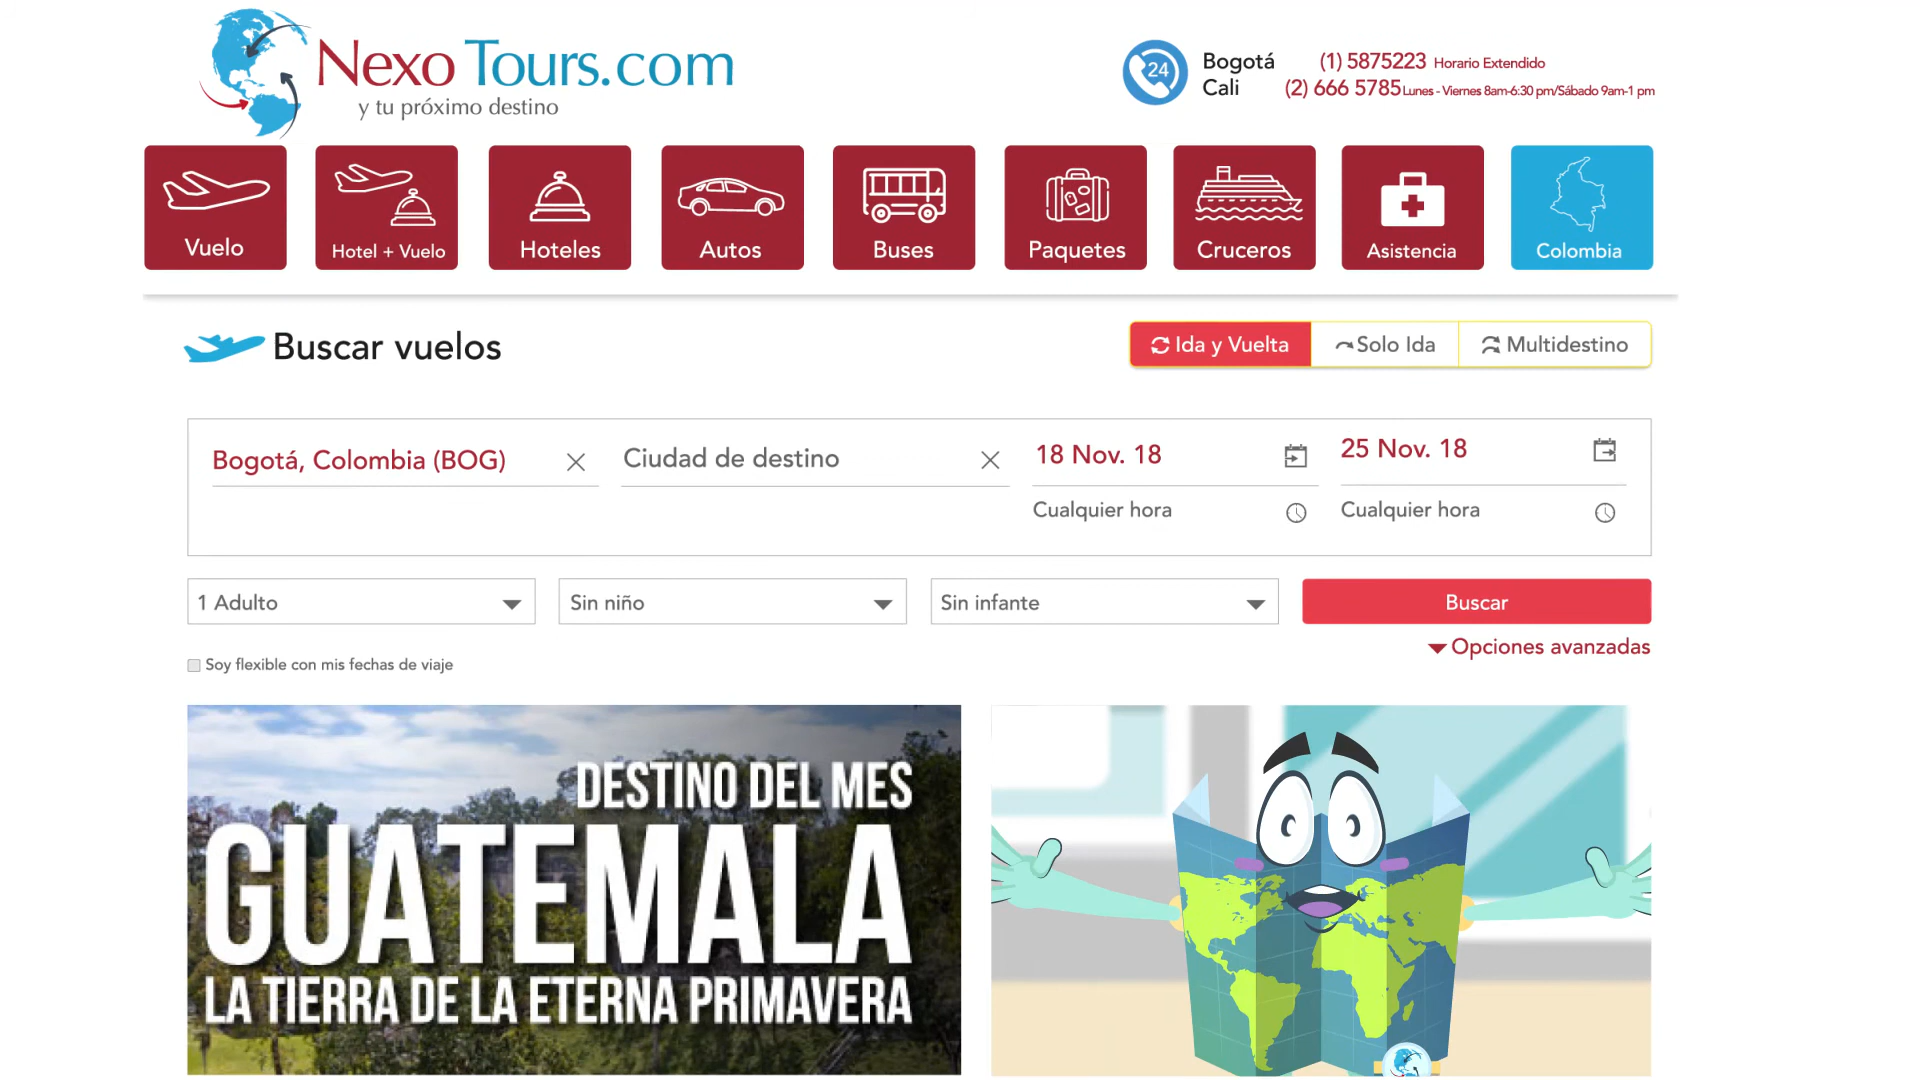 Nexo Tours.com
y tu próximo destino
24
Bogotá (1) 5875223 Horario Extendido
Cali (2) 666 5785 Lunes - Viernes 8am-6:30 pm/Sábado 9am-1 pm
Vuelo
Hotel + Vuelo
Hoteles
Autos
Buses
Paquetes
Cruceros
Asistencia
Colombia
Buscar vuelos
Ida y Vuelta
Solo Ida
Multidestino
Bogotá, Colombia (BOG)
Ciudad de destino
18 Nov. 18
25 Nov. 18
Cualquier hora
Cualquier hora
1 Adulto
Sin niño
Sin infante
Buscar
Opciones avanzadas
Soy flexible con mis fechas de viaje
DESTINO DEL MES
GUATEMALA
LA TIERRA DE LA ETERNA PRIMAVERA